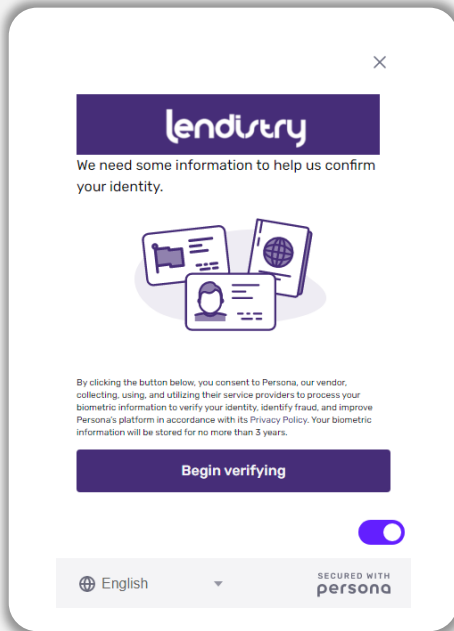 lendistry
We need some information to help us confirm
your identity.
By clicking the button below, you consent to Persona, our vendor,
collecting, using, and utilizing their service providers to process your
biometric information to verify your identity, identify fraud, and improve
Persona's platform in accordance with its Privacy Policy. Your biometric
information will be stored for no more than 3 years.
Begin verifying
English
SECURED WITH
persona